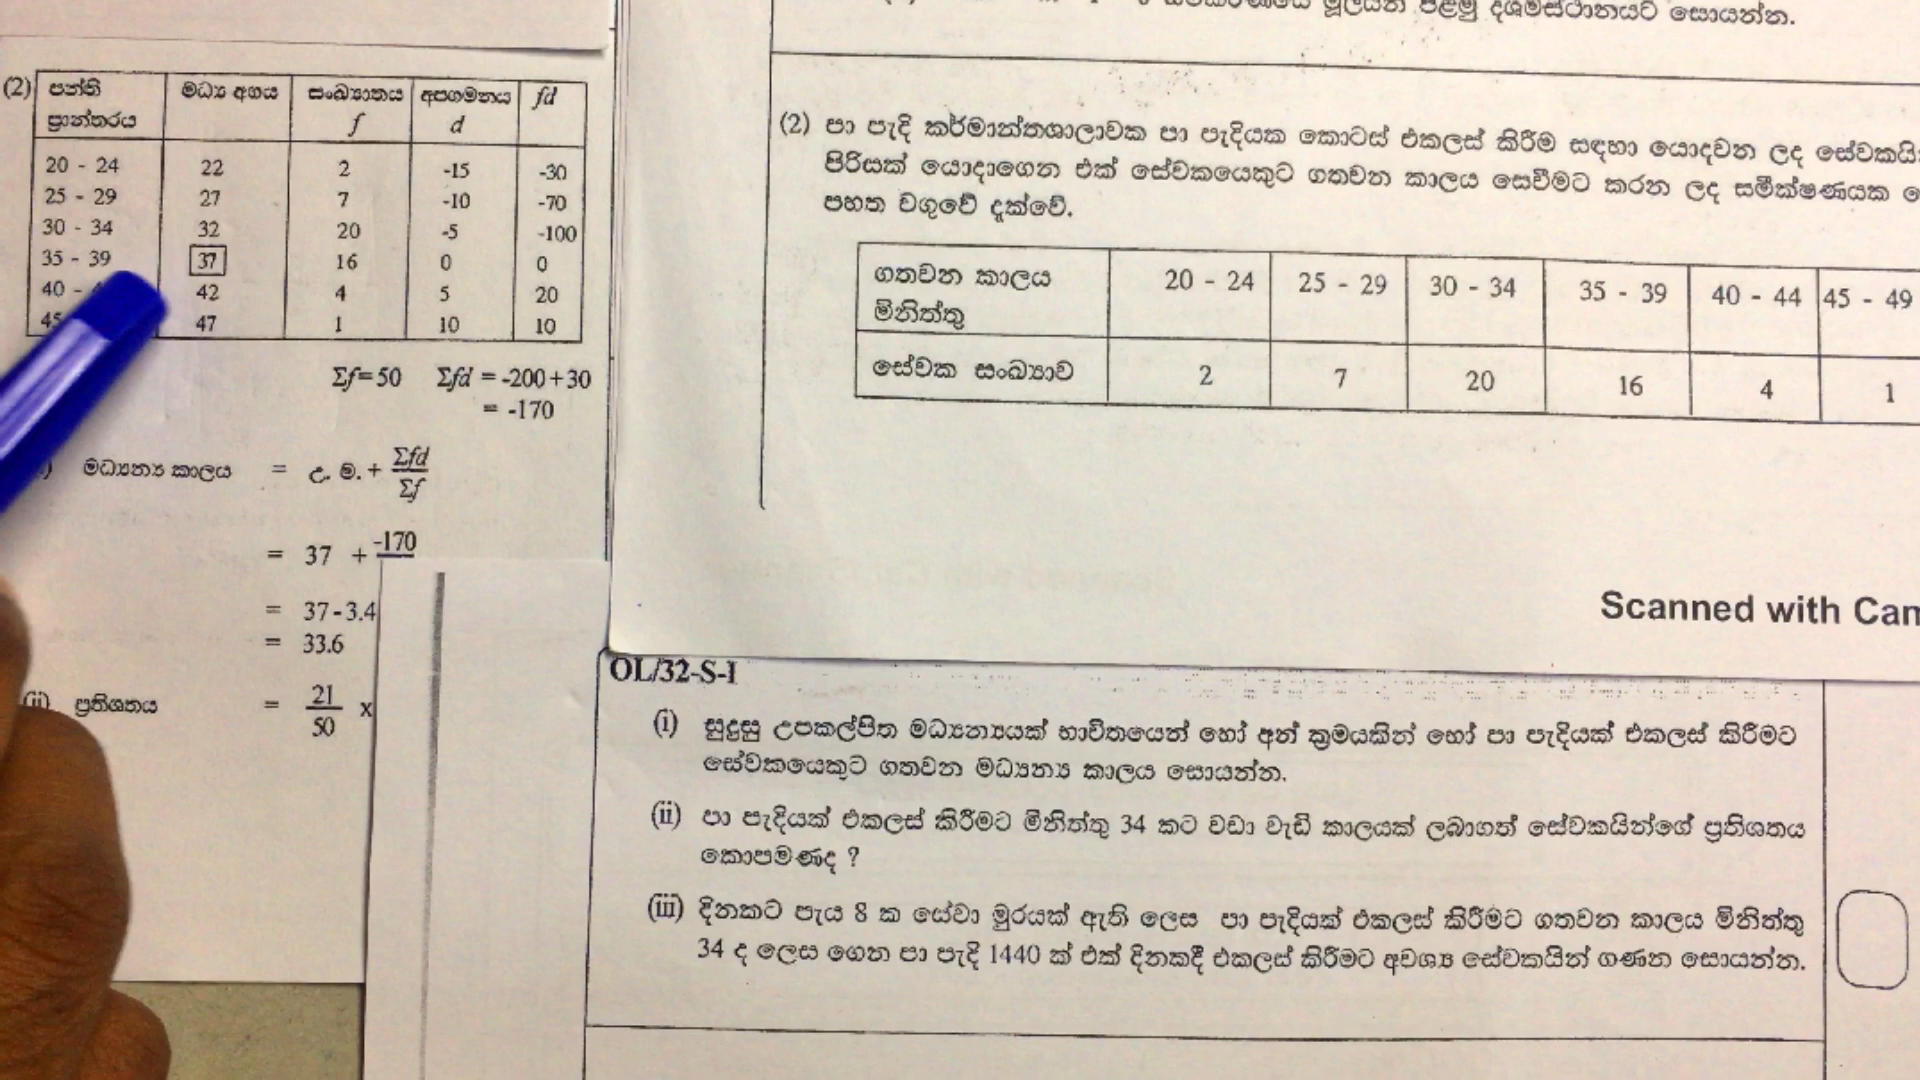 දශමස්ථානයට සොයන්න.
(2) පන්ති ප්‍රාන්තරය | මධ්‍ය අගය | සංඛ්‍යාතය f | අපගමනය d | fd
20 - 24 22 2 -15 -30
25 - 29 27 7 -10 -70
30 - 34 32 20 -5 -100
35 - 39 37 16 0 0
40 - 42 4 5 20
45 47 1 10 10
Σf=50 Σfd = -200+30
= -170
මධ්‍යන්‍ය කාලය = උ. ම. + Σfd / Σf
= 37 + -170
= 37-3.4
= 33.6
(ii) ප්‍රතිශතය = 21/50 x
(2) පා පැදි කර්මාන්තශාලාවක පා පැදියක කොටස් එකලස් කිරීම සඳහා යොදවන ලද
පිරියක් යොදාගෙන එක් සේවකයෙකුට ගතවන කාලය සෙවීමට කරන ලද සමීක්ෂණයක
පහත වගුවේ දැක්වේ.
ගතවන කාලය මිනිත්තු 20 - 24 25 - 29 30 - 34 35 - 39 40 - 44 45 - 49
සේවක සංඛ්‍යාව 2 7 20 16 4 1
Scanned with Cam
OL/32-S-I
(i) සුදුසු උපකල්පිත මධ්‍යන්‍යයක් භාවිතයෙන් හෝ අන් ක්‍රමයකින් හෝ පා පැදියක් එකලස් කිරීමට
සේවකයෙකුට ගතවන මධ්‍යන්‍ය කාලය සොයන්න.
(ii) පා පැදියක් එකලස් කිරීමට මිනිත්තු 34 කට වඩා වැඩි කාලයක් ලබාගත් සේවකයින්ගේ ප්‍රතිශතය
කොපමණද ?
(iii) දිනකට පැය 8 ක සේවා මුරයක් ඇති ලෙස පා පැදියක් එකලස් කිරීමට ගතවන කාලය මිනිත්තු
34 ද ලෙස ගෙන පා පැදි 1440 ක් එක් දිනකදී එකලස් කිරීමට අවශ්‍ය සේවකයින් ගණන සොයන්න.